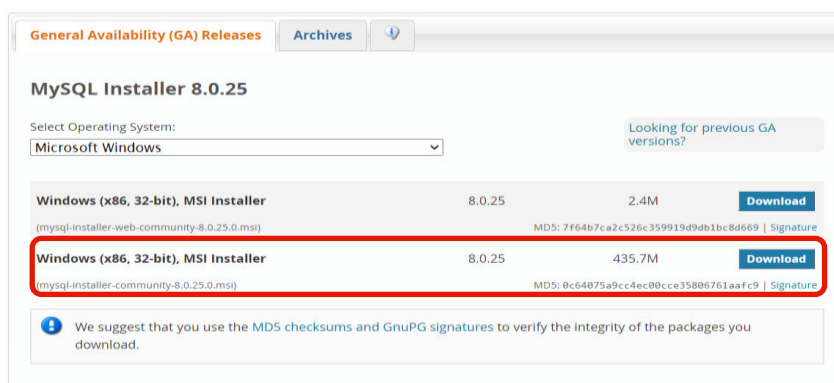 General Availability (GA) Releases
Archives
MySQL Installer 8.0.25
Select Operating System:
Microsoft Windows
Looking for previous GA
versions?
Windows (x86, 32-bit), MSI Installer 8.0.25 2.4M Download
(mysql-installer-web-community-8.0.25.0.msi) MD5: 7f64b7ca2c526c359919d9db1bc8d669 | Signature
Windows (x86, 32-bit), MSI Installer 8.0.25 435.7M Download
(mysql-installer-community-8.0.25.0.msi) MD5: 0c64075a9cc4ec00cce35806761aafc9 | Signature
We suggest that you use the MD5 checksums and GnuPG signatures to verify the integrity of the packages you
download.